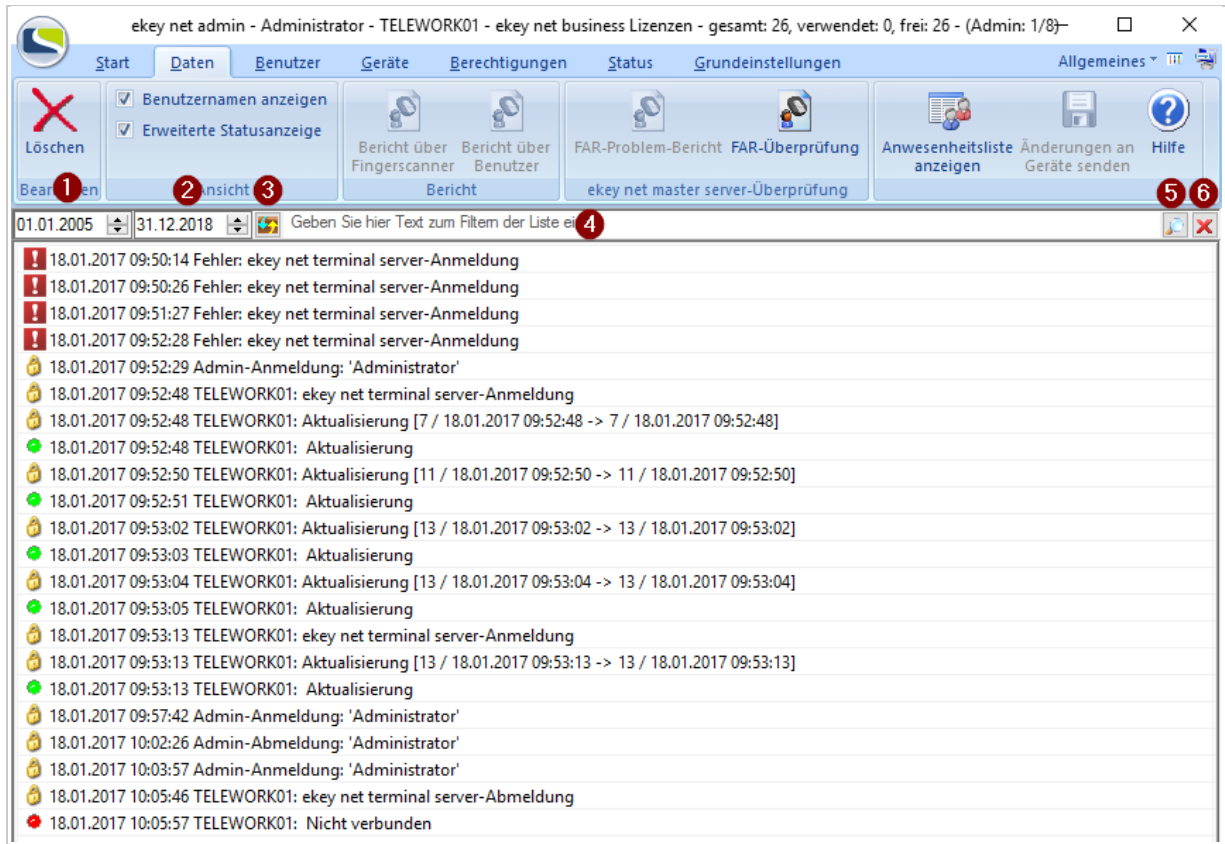 ekey net admin - Administrator - TELEWORK01 - ekey net business Lizenzen - gesamt: 26, verwendet: 0, frei: 26 - (Admin: 1/8)
Start Daten Benutzer Geräte Berechtigungen Status Grundeinstellungen Allgemeines
Benutzernamen anzeigen
Erweiterte Statusanzeige
Löschen
Bericht über Fingerscanner
Bericht über Benutzer
FAR-Problem-Bericht
FAR-Überprüfung
Anwesenheitsliste anzeigen
Änderungen an Geräte senden
Hilfe
1 2 Ansicht 3 Bericht ekey net master server-Überprüfung 5 6
01.01.2005 31.12.2018 Geben Sie hier Text zum Filtern der Liste 4
18.01.2017 09:50:14 Fehler: ekey net terminal server-Anmeldung
18.01.2017 09:50:26 Fehler: ekey net terminal server-Anmeldung
18.01.2017 09:51:27 Fehler: ekey net terminal server-Anmeldung
18.01.2017 09:52:28 Fehler: ekey net terminal server-Anmeldung
18.01.2017 09:52:29 Admin-Anmeldung: 'Administrator'
18.01.2017 09:52:48 TELEWORK01: ekey net terminal server-Anmeldung
18.01.2017 09:52:48 TELEWORK01: Aktualisierung [7 / 18.01.2017 09:52:48 -> 7 / 18.01.2017 09:52:48]
18.01.2017 09:52:48 TELEWORK01: Aktualisierung
18.01.2017 09:52:50 TELEWORK01: Aktualisierung [11 / 18.01.2017 09:52:50 -> 11 / 18.01.2017 09:52:50]
18.01.2017 09:52:51 TELEWORK01: Aktualisierung
18.01.2017 09:53:02 TELEWORK01: Aktualisierung [13 / 18.01.2017 09:53:02 -> 13 / 18.01.2017 09:53:02]
18.01.2017 09:53:03 TELEWORK01: Aktualisierung
18.01.2017 09:53:04 TELEWORK01: Aktualisierung [13 / 18.01.2017 09:53:04 -> 13 / 18.01.2017 09:53:04]
18.01.2017 09:53:05 TELEWORK01: Aktualisierung
18.01.2017 09:53:13 TELEWORK01: ekey net terminal server-Anmeldung
18.01.2017 09:53:13 TELEWORK01: Aktualisierung [13 / 18.01.2017 09:53:13 -> 13 / 18.01.2017 09:53:13]
18.01.2017 09:53:13 TELEWORK01: Aktualisierung
18.01.2017 09:57:42 Admin-Anmeldung: 'Administrator'
18.01.2017 10:02:26 Admin-Abmeldung: 'Administrator'
18.01.2017 10:03:57 Admin-Anmeldung: 'Administrator'
18.01.2017 10:05:46 TELEWORK01: ekey net terminal server-Abmeldung
18.01.2017 10:05:57 TELEWORK01: Nicht verbunden